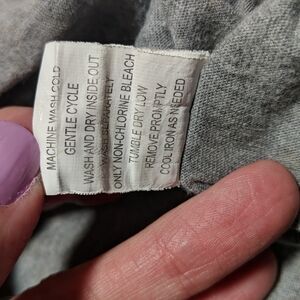 MACHINE WASH COLD
GENTLE CYCLE
WASH AND DRY INSIDE OUT
WASH SEPARATELY
ONLY NON-CHLORINE BLEACH
TUMBLE DRY LOW
REMOVE PROMPTLY
COOL IRON AS NEEDED